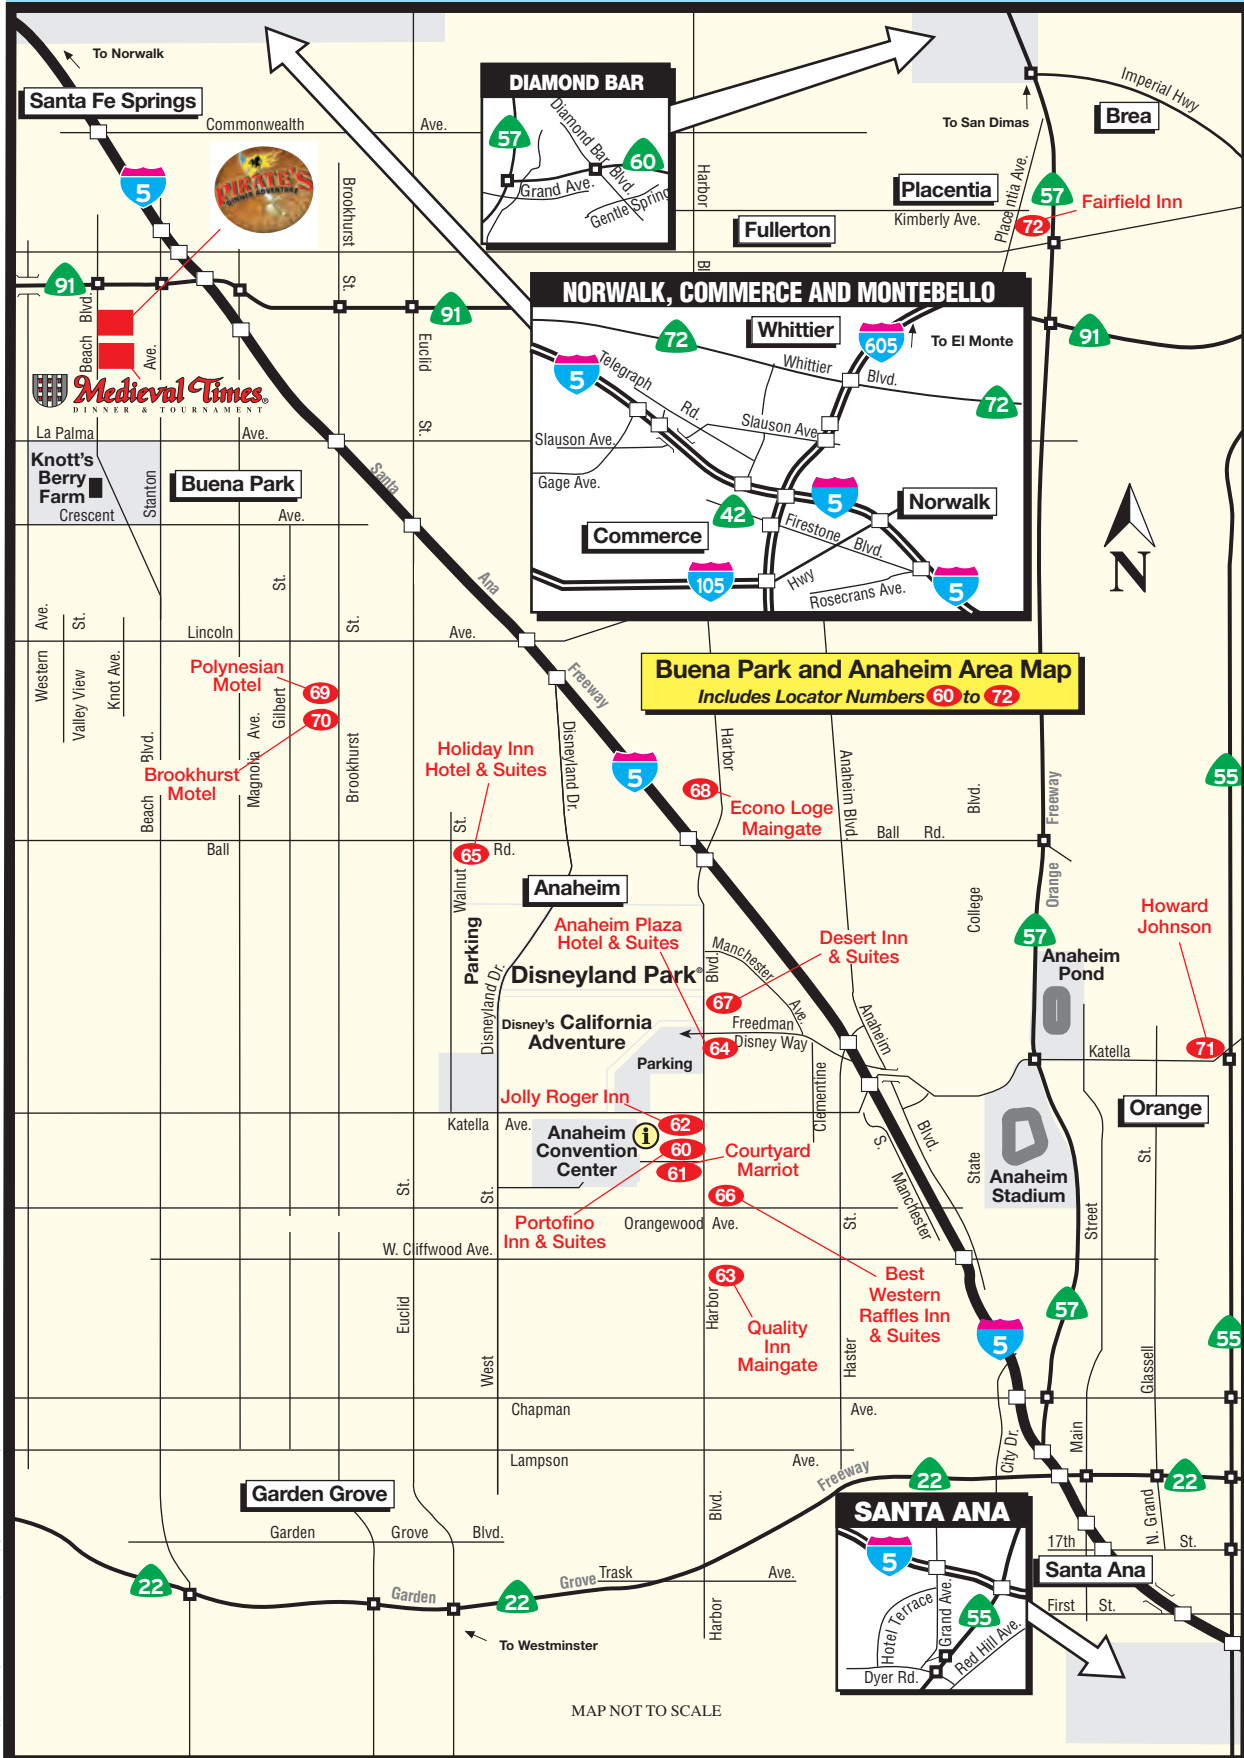 To Norwalk
Santa Fe Springs
Commonwealth Ave.
5
PIRATE'S
DINNER ADVENTURE
Brookhurst St.
DIAMOND BAR
57
60
Diamond Bar Blvd.
Grand Ave.
Gentle Spring
Harbor Bl
Imperial Hwy
To San Dimas
Brea
Placentia
Placentia Ave.
57
Kimberly Ave.
72
Fairfield Inn
Fullerton
91
91
91
Beach Blvd.
Ave.
Euclid St.
Medieval Times
DINNER & TOURNAMENT
La Palma Ave.
Knott's
Berry
Farm
Crescent Ave.
Stanton
Buena Park
Santa
Ana
Freeway
NORWALK, COMMERCE AND MONTEBELLO
72
Whittier
605
To El Monte
5
Telegraph Rd.
Whittier Blvd.
72
Slauson Ave.
Slauson Ave.
Gage Ave.
42
5
Norwalk
Commerce
Firestone Blvd.
105
Hwy
Rosecrans Ave.
5
N
St.
St.
Western Ave.
Valley View St.
Knot Ave.
Lincoln Ave.
Polynesian
Motel
69
70
Brookhurst
Motel
Gilbert
Magnolia Ave.
Beach Blvd.
Brookhurst
Buena Park and Anaheim Area Map
Includes Locator Numbers 60 to 72
Holiday Inn
Hotel & Suites
Disneyland Dr.
5
Harbor
68
Econo Loge
Maingate
Anaheim Blvd.
Blvd.
College
Freeway
Orange
55
Ball Rd.
Ball Rd.
65
Walnut St.
Anaheim
Parking
Anaheim Plaza
Hotel & Suites
Disneyland Park®
Blvd.
Manchester Ave.
Desert Inn
& Suites
67
57
Anaheim
Pond
Howard
Johnson
Disneyland Dr.
Disney's California
Adventure
Parking
Freedman
Disney Way
64
Anaheim Blvd.
Clementine
Katella
71
Jolly Roger Inn
62
Katella Ave.
Anaheim
Convention
Center
i
60
61
Courtyard
Marriot
66
S. Manchester
State
Anaheim
Stadium
Orange
Street
St.
St.
St.
St.
Portofino
Inn & Suites
Orangewood Ave.
W. Cliffwood Ave.
63
Harbor
Quality
Inn
Maingate
Best
Western
Raffles Inn
& Suites
57
5
55
Euclid
West
Haster
Glassell
Chapman Ave.
Lampson Ave.
City Dr.
Main
Freeway
22
22
Garden Grove
Garden Grove Blvd.
Blvd.
SANTA ANA
5
Hotel Terrace
Grand Ave.
55
Red Hill Ave.
Dyer Rd.
17th St.
N. Grand
Santa Ana
First St.
22
Garden
22
Grove
Trask Ave.
Harbor
To Westminster
MAP NOT TO SCALE